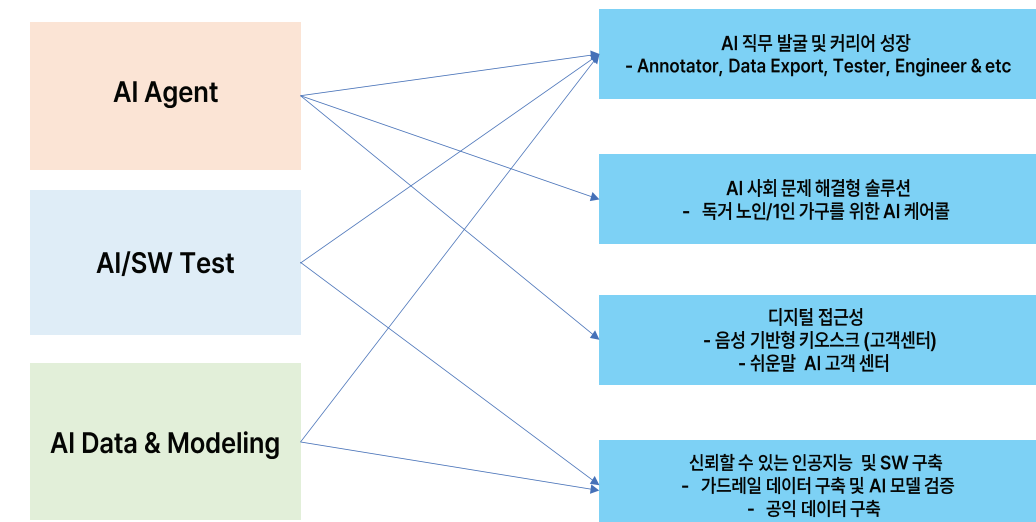 AI Agent
AI/SW Test
AI Data & Modeling
AI 직무 발굴 및 커리어 성장
- Annotator, Data Export, Tester, Engineer & etc
AI 사회 문제 해결형 솔루션
- 독거 노인/1인 가구를 위한 AI 케어콜
디지털 접근성
- 음성 기반형 키오스크 (고객센터)
- 쉬운말 AI 고객 센터
신뢰할 수 있는 인공지능 및 SW 구축
- 가드레일 데이터 구축 및 AI 모델 검증
- 공익 데이터 구축